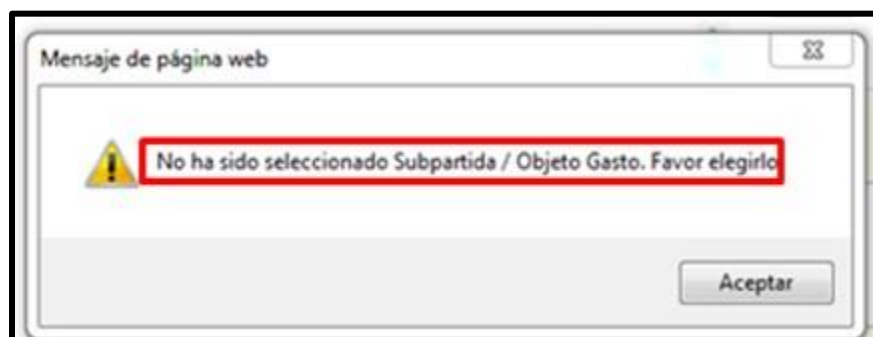 Mensaje de página web
No ha sido seleccionado Subpartida / Objeto Gasto. Favor elegirlo
Aceptar